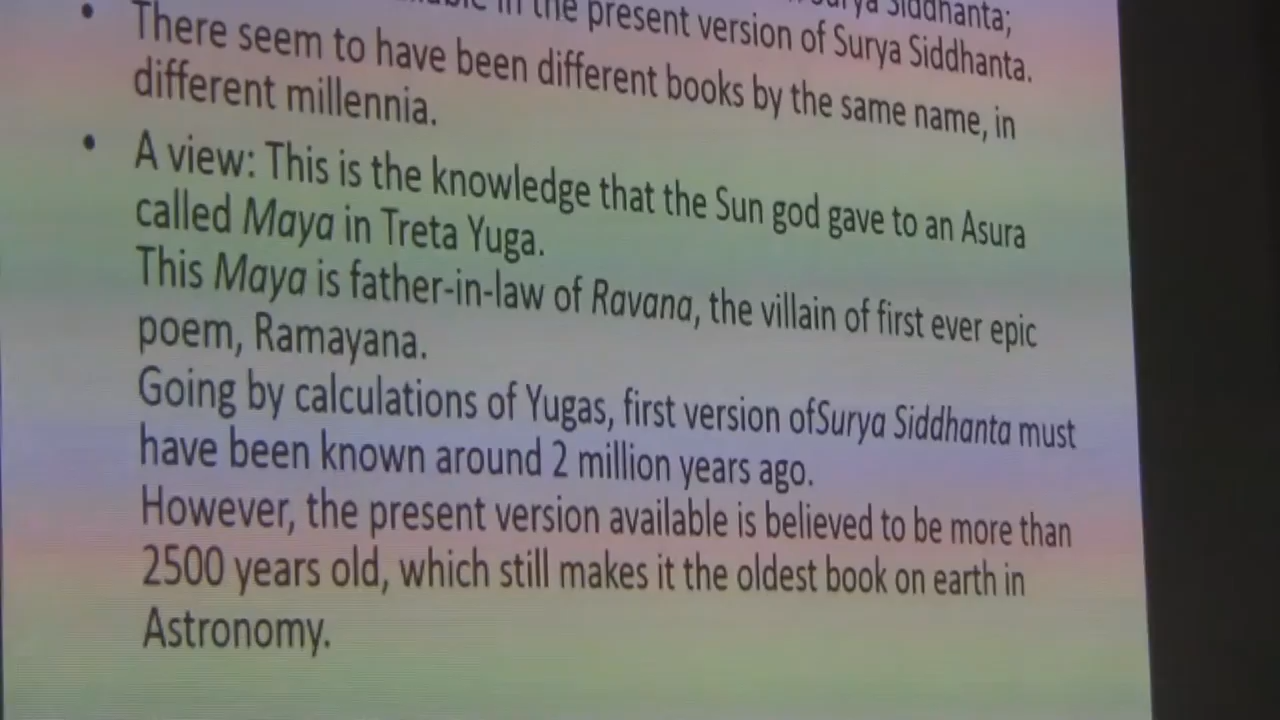 in the present version of Surya Siddhanta.
Surya Siddhanta;
• There seem to have been different books by the same name, in
different millennia.
• A view: This is the knowledge that the Sun god gave to an Asura
called Maya in Treta Yuga.
This Maya is father-in-law of Ravana, the villain of first ever epic
poem, Ramayana.
Going by calculations of Yugas, first version ofSurya Siddhanta must
have been known around 2 million years ago.
However, the present version available is believed to be more than
2500 years old, which still makes it the oldest book on earth in
Astronomy.